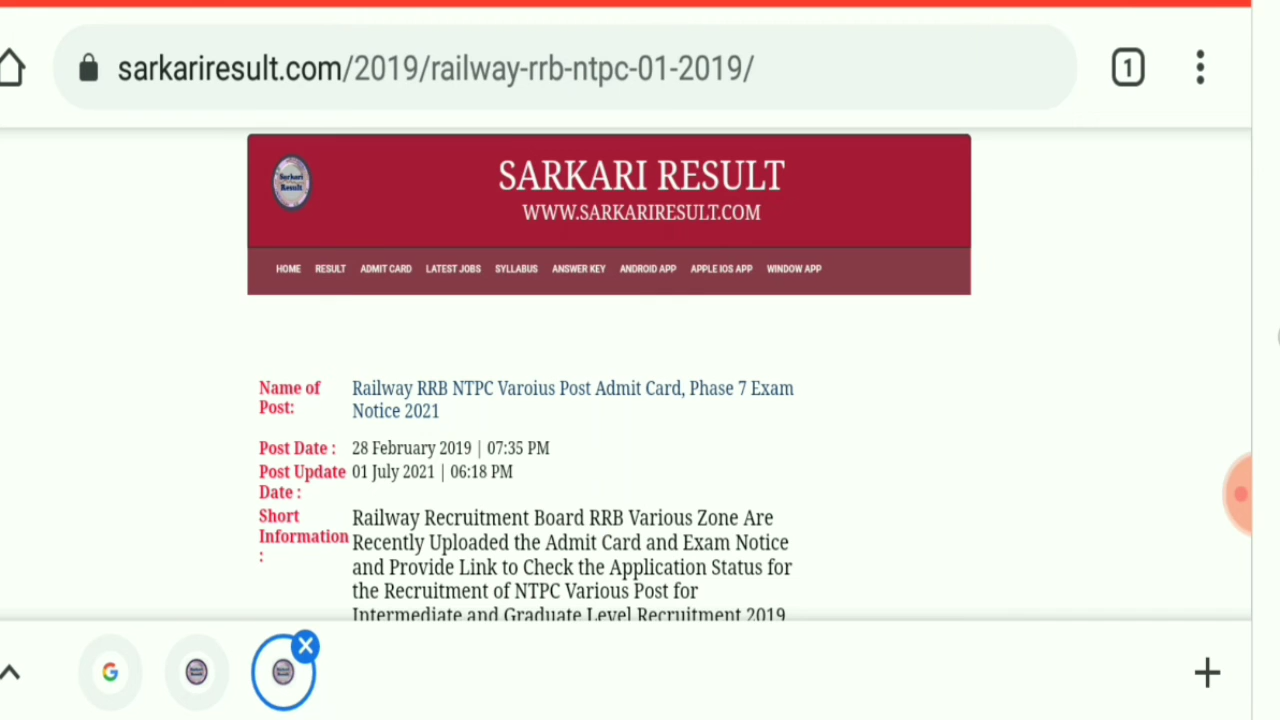 sarkariresult.com/2019/railway-rrb-ntpc-01-2019/
1
Sarkari
Result
SARKARI RESULT
WWW.SARKARIRESULT.COM
HOME RESULT ADMIT CARD LATEST JOBS SYLLABUS ANSWER KEY ANDROID APP APPLE IOS APP WINDOW APP
Name of
Post:
Railway RRB NTPC Varoius Post Admit Card, Phase 7 Exam
Notice 2021
Post Date : 28 February 2019 | 07:35 PM
Post Update
Date :
01 July 2021 | 06:18 PM
Short
Information
:
Railway Recruitment Board RRB Various Zone Are
Recently Uploaded the Admit Card and Exam Notice
and Provide Link to Check the Application Status for
the Recruitment of NTPC Various Post for
Intermediate and Graduate Level Recruitment 2019
G